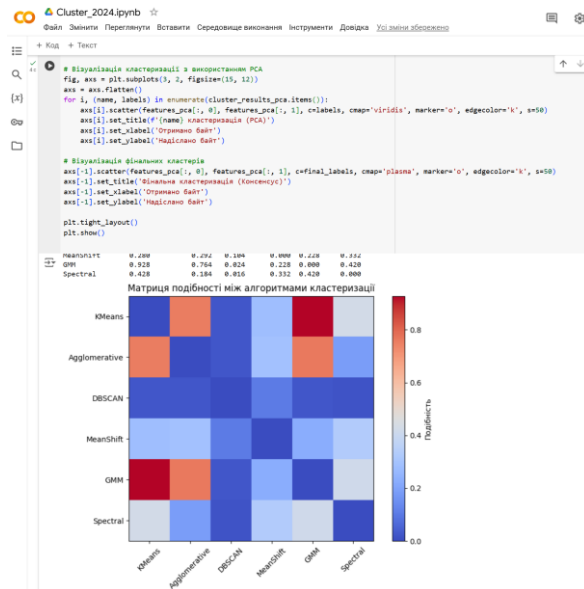 Cluster_2024.ipynb
Файл Змінити Переглянути Вставити Середовище виконання Інструменти Довідка Усі зміни збережено
+ Код + Текст
{x}
# Візуалізація кластеризації з використанням PCA
fig, axs = plt.subplots(3, 2, figsize=(15, 12))
axs = axs.flatten()
for i, (name, labels) in enumerate(cluster_results_pca.items()):
axs[i].scatter(features_pca[:, 0], features_pca[:, 1], c=labels, cmap='viridis', marker='o', edgecolor='k', s=50)
axs[i].set_title(f'{name} кластеризація (PCA)')
axs[i].set_xlabel('Отримано байт')
axs[i].set_ylabel('Надіслано байт')
# Візуалізація фінальних кластерів
axs[-1].scatter(features_pca[:, 0], features_pca[:, 1], c=final_labels, cmap='plasma', marker='o', edgecolor='k', s=50)
axs[-1].set_title('Фінальна кластеризація (Консенсус)')
axs[-1].set_xlabel('Отримано байт')
axs[-1].set_ylabel('Надіслано байт')
plt.tight_layout()
plt.show()
MeanShift 0.280 0.292 0.104 0.000 0.228 0.332
GMM 0.928 0.764 0.024 0.228 0.000 0.420
Spectral 0.428 0.184 0.016 0.332 0.420 0.000
Матриця подібності між алгоритмами кластеризації
KMeans
Agglomerative
DBSCAN
MeanShift
GMM
Spectral
KMeans
Agglomerative
DBSCAN
MeanShift
GMM
Spectral
0.8
0.6
0.4
0.2
0.0
Подібність